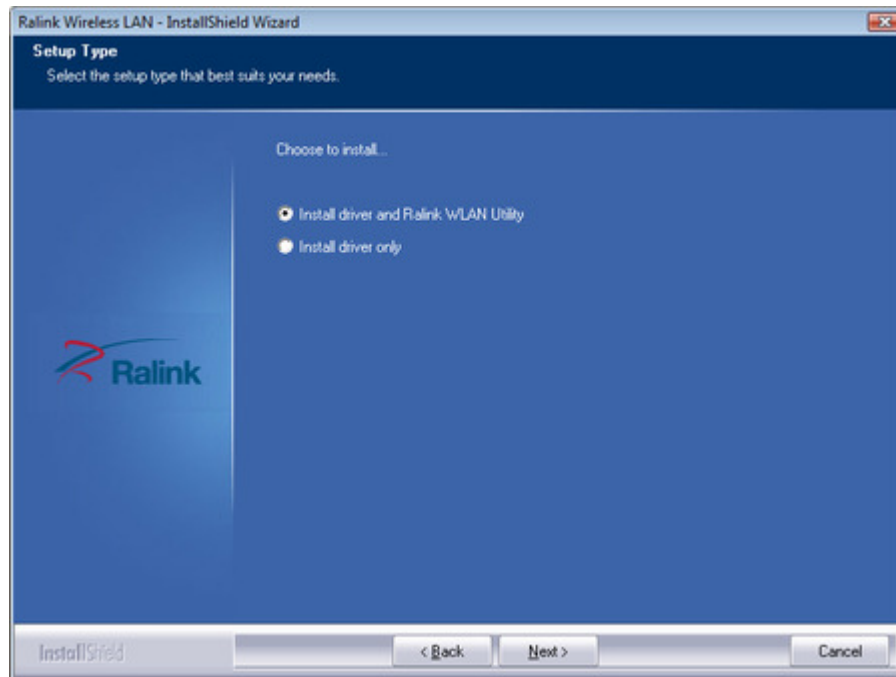 Ralink Wireless LAN - InstallShield Wizard
Setup Type
Select the setup type that best suits your needs.
Choose to install...
Install driver and Ralink WLAN Utility
Install driver only
Ralink
InstallShield
< Back
Next >
Cancel